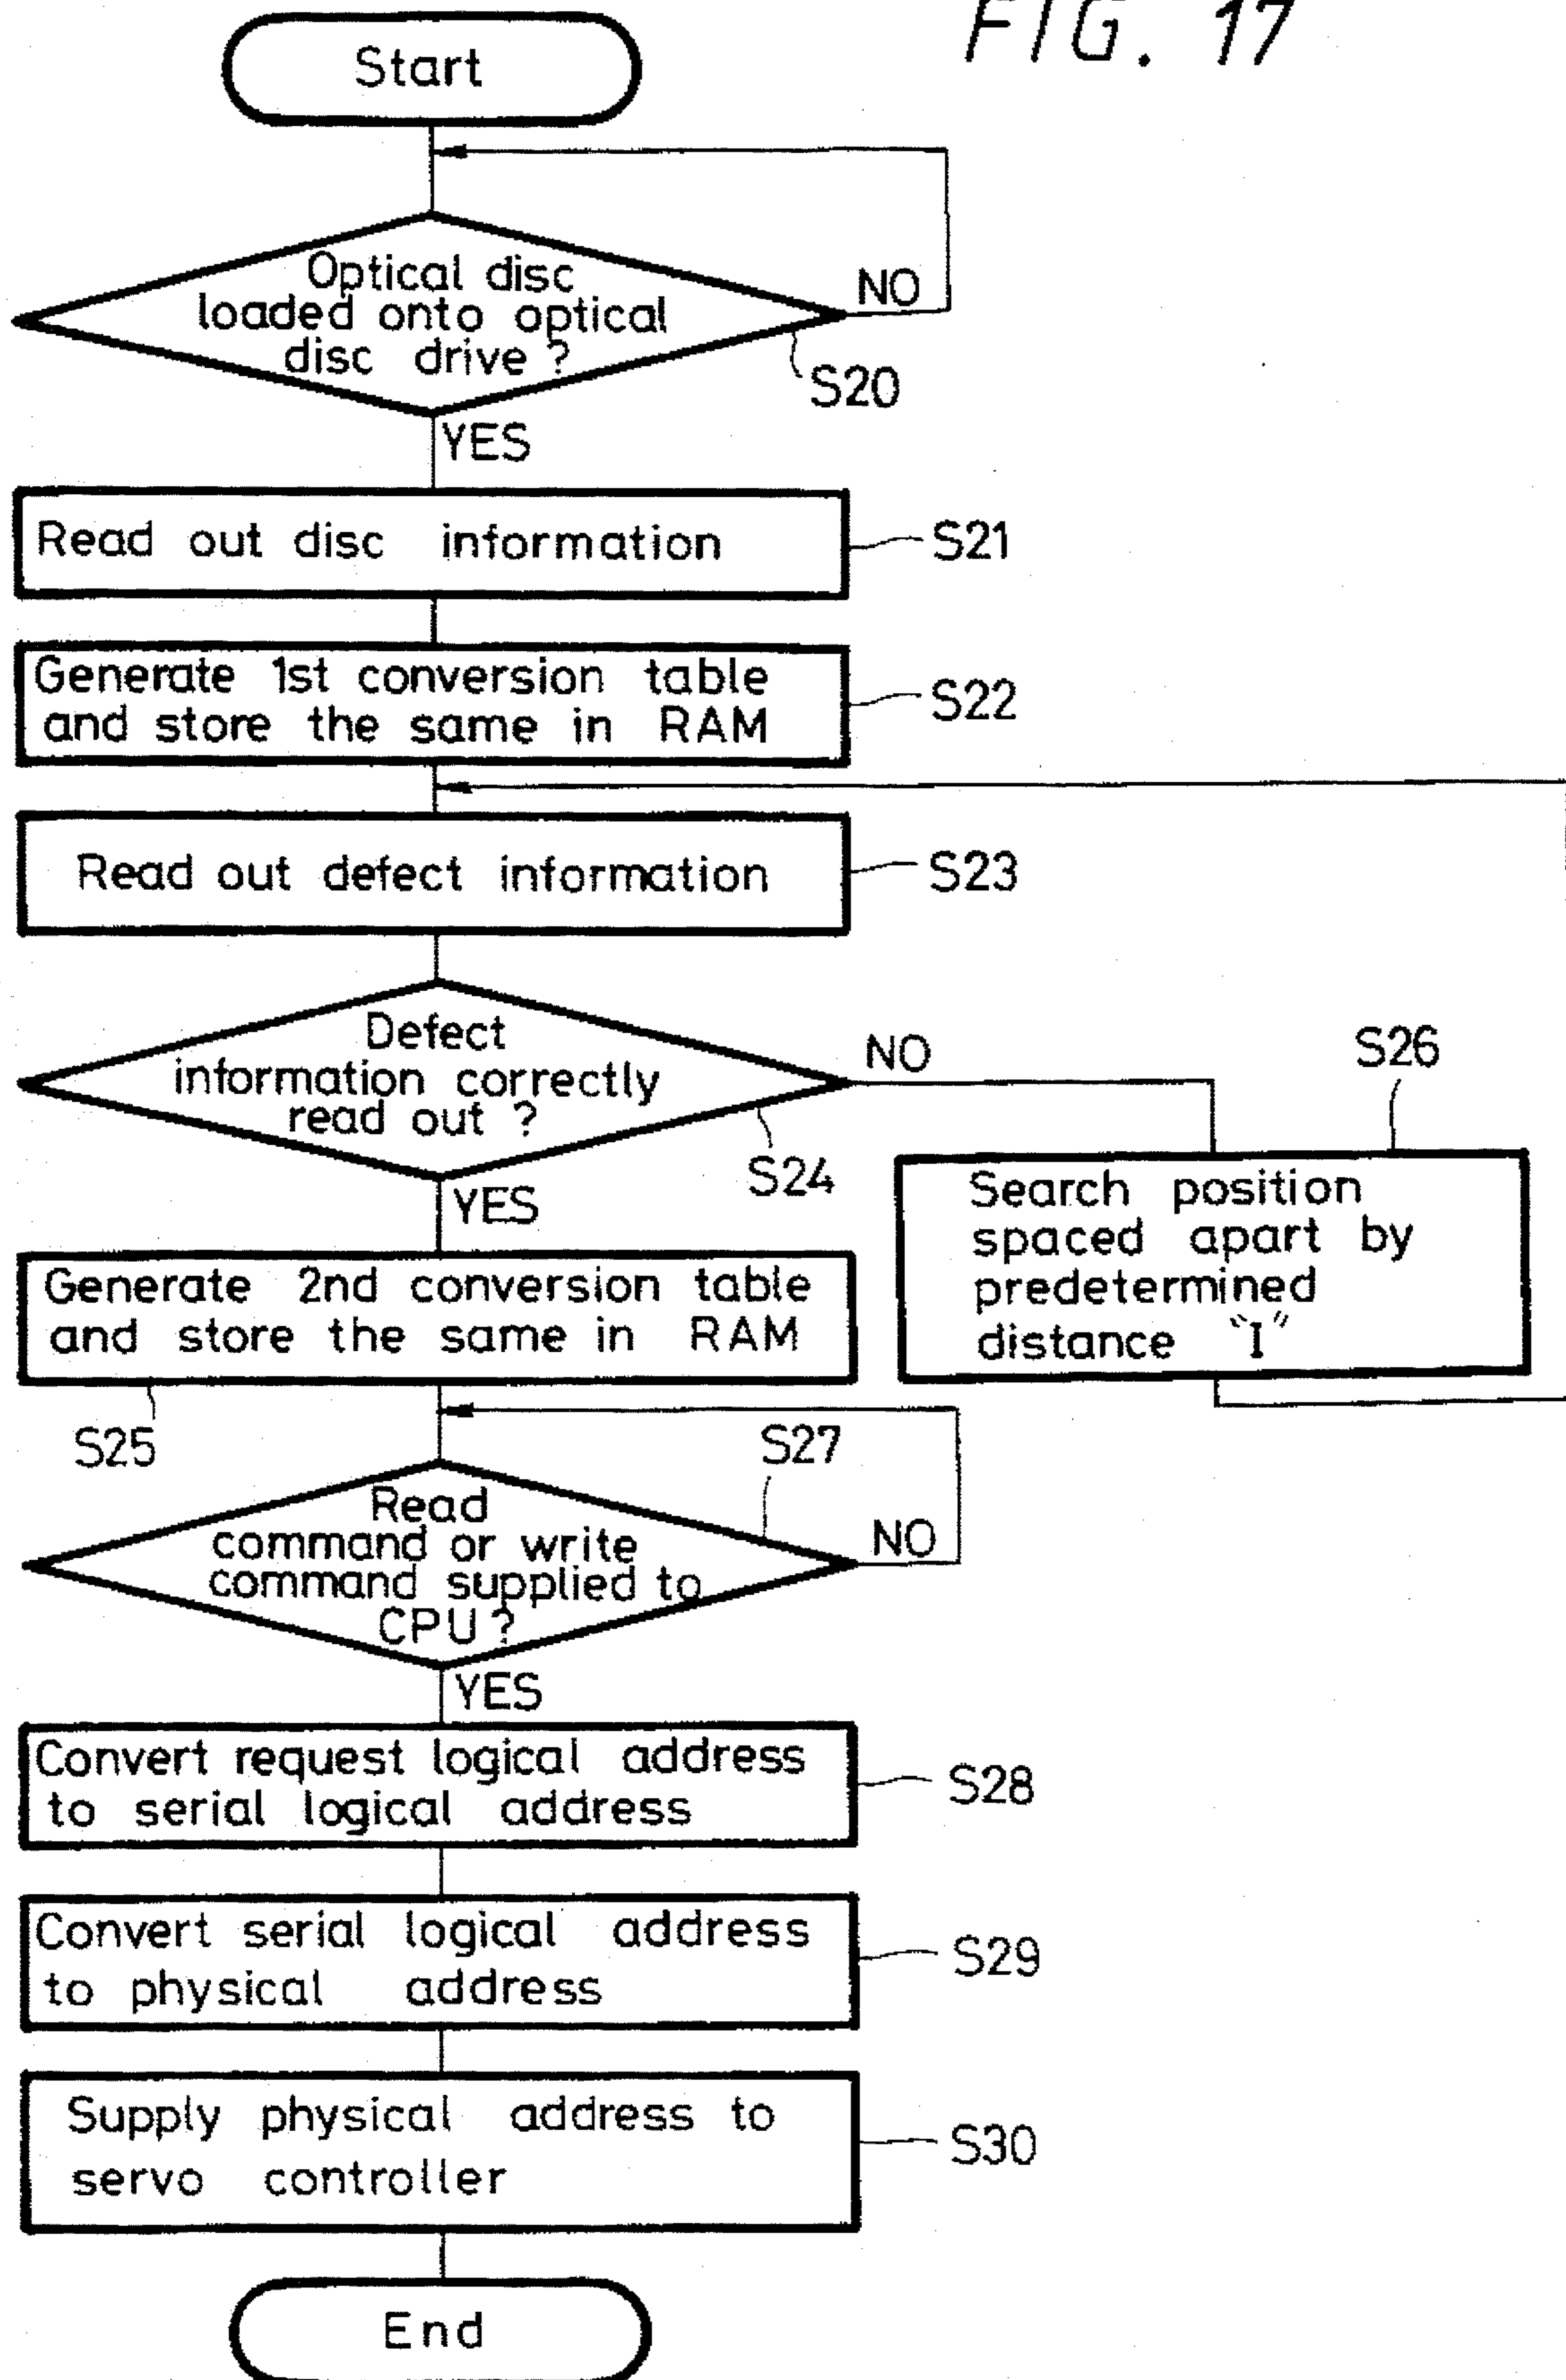 FIG. 17
Start
Optical disc
loaded onto optical
disc drive ?
NO
S20
YES
Read out disc information
S21
Generate 1st conversion table
and store the same in RAM
S22
Read out defect information
S23
Defect
information correctly
read out ?
NO
S24
S26
YES
Search position
spaced apart by
predetermined
distance "I"
Generate 2nd conversion table
and store the same in RAM
S25
S27
Read
command or write
command supplied to
CPU ?
NO
YES
Convert request logical address
to serial logical address
S28
Convert serial logical address
to physical address
S29
Supply physical address to
servo controller
S30
End